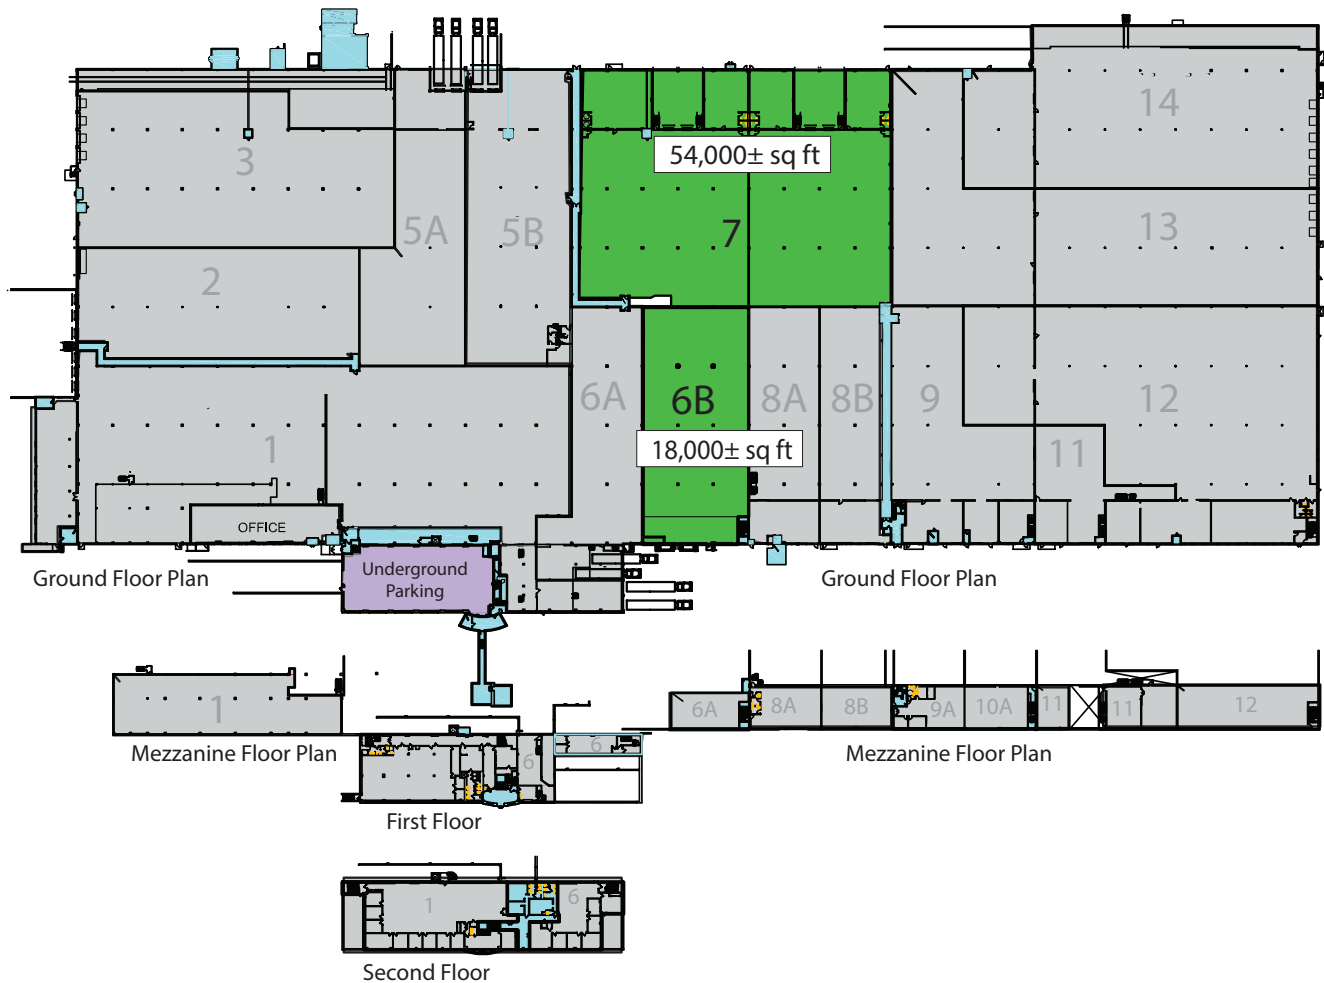 14
3
54,000± sq ft
5A
5B
7
13
2
6A
6B
8A
8B
9
12
18,000± sq ft
1
11
OFFICE
Ground Floor Plan
Underground
Parking
Ground Floor Plan
1
6A
8A
8B
9A
10A
11
11
12
Mezzanine Floor Plan
6
6
Mezzanine Floor Plan
First Floor
1
6
Second Floor